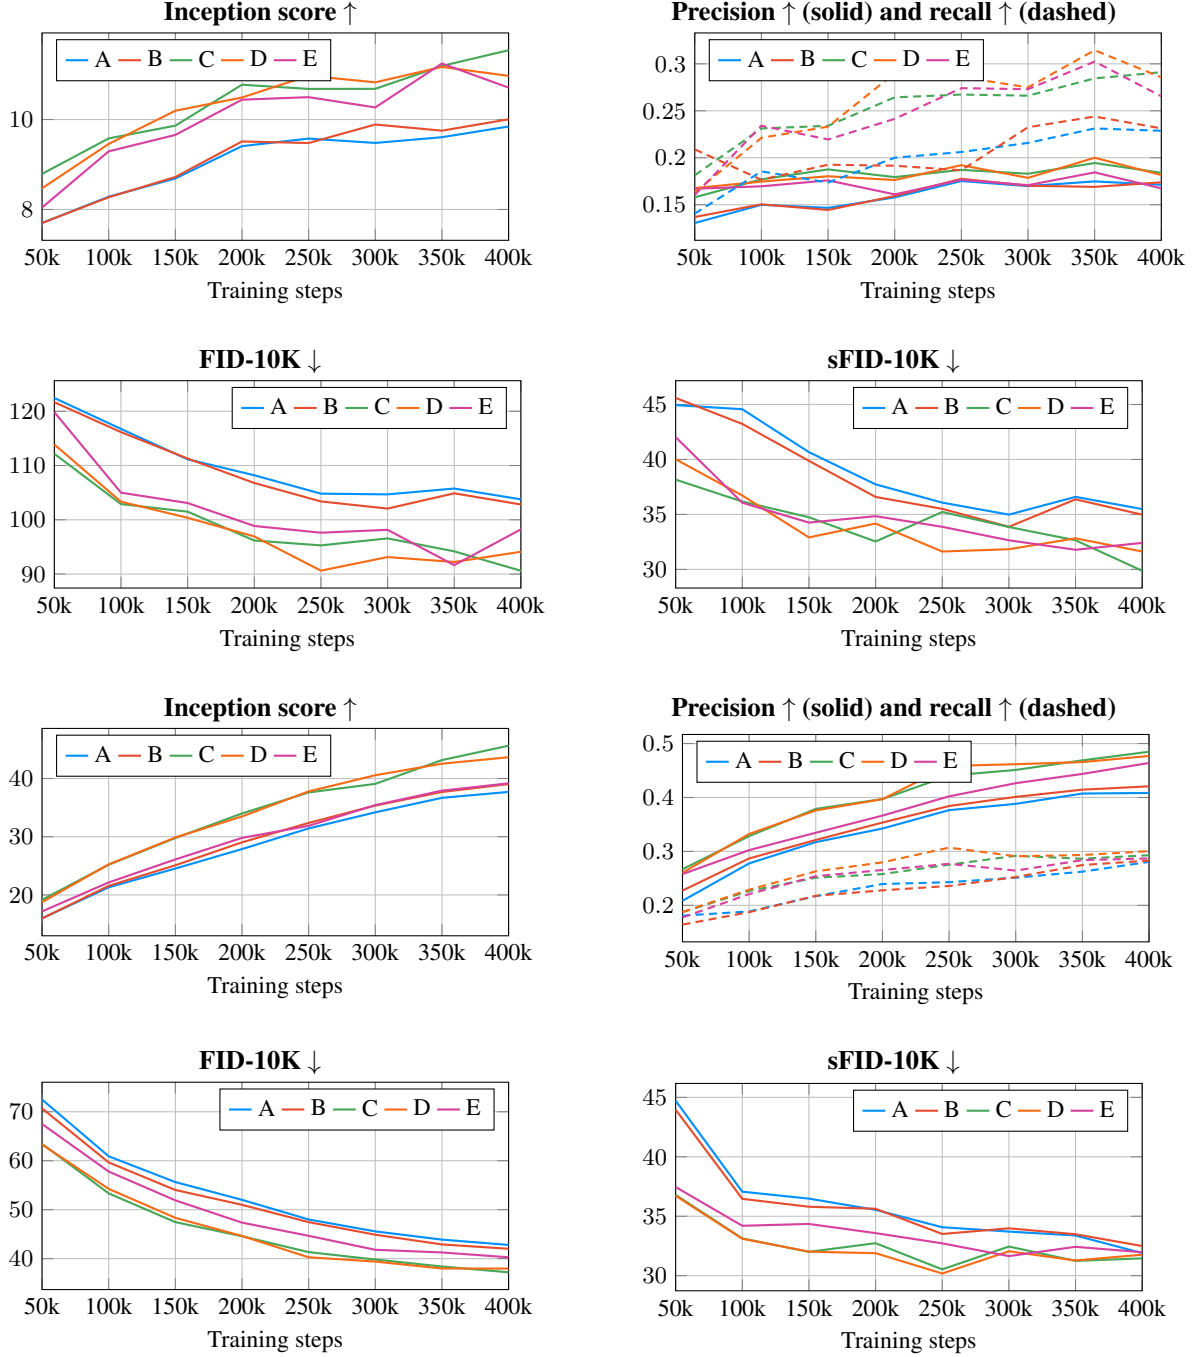 Inception score ↑
A B C D E
10
8
50k 100k 150k 200k 250k 300k 350k 400k
Training steps
Precision ↑ (solid) and recall ↑ (dashed)
A B C D E
0.3
0.25
0.2
0.15
50k 100k 150k 200k 250k 300k 350k 400k
Training steps
FID-10K ↓
A B C D E
120
110
100
90
50k 100k 150k 200k 250k 300k 350k 400k
Training steps
sFID-10K ↓
A B C D E
45
40
35
30
50k 100k 150k 200k 250k 300k 350k 400k
Training steps
Inception score ↑
A B C D E
40
30
20
50k 100k 150k 200k 250k 300k 350k 400k
Training steps
Precision ↑ (solid) and recall ↑ (dashed)
A B C D E
0.5
0.4
0.3
0.2
50k 100k 150k 200k 250k 300k 350k 400k
Training steps
FID-10K ↓
A B C D E
70
60
50
40
50k 100k 150k 200k 250k 300k 350k 400k
Training steps
sFID-10K ↓
A B C D E
45
40
35
30
50k 100k 150k 200k 250k 300k 350k 400k
Training steps